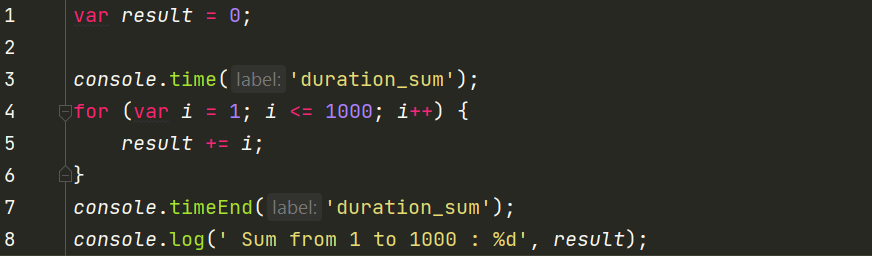 1 var result = 0;
2
3 console.time( label: 'duration_sum');
4 for (var i = 1; i <= 1000; i++) {
5     result += i;
6 }
7 console.timeEnd( label: 'duration_sum');
8 console.log(' Sum from 1 to 1000 : %d', result);